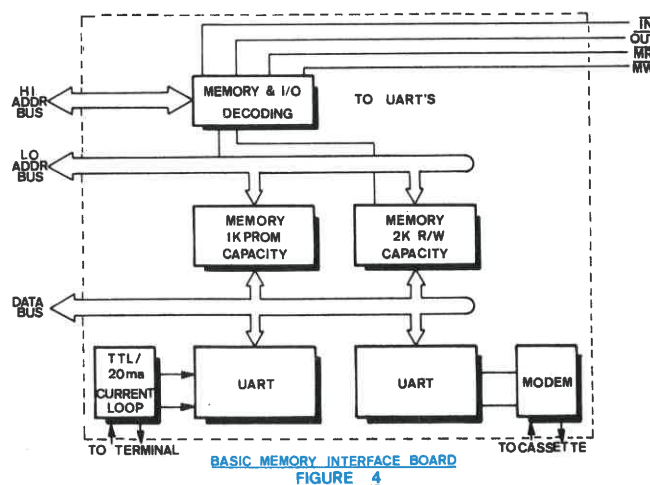 IN
OUT
MR
MW
HI
ADDR
BUS
MEMORY & I/O
DECODING
TO UART'S
LO
ADDR
BUS
MEMORY
1K PROM
CAPACITY
MEMORY
2K R/W
CAPACITY
DATA
BUS
TTL/
20ma
CURRENT
LOOP
UART
UART
MODEM
TO TERMINAL
TO CASSETTE
BASIC MEMORY INTERFACE BOARD
FIGURE 4